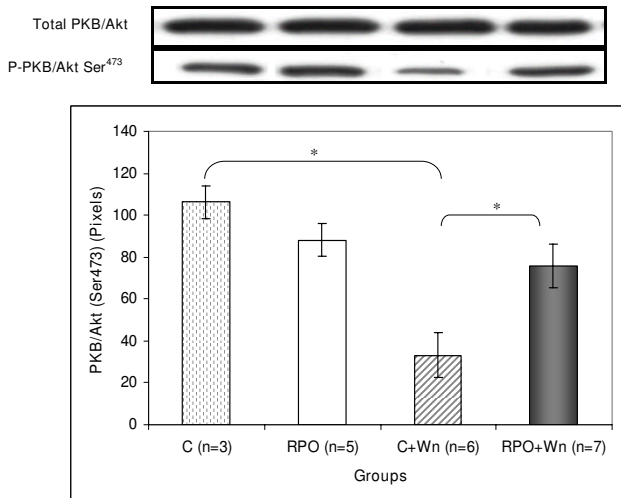 Total PKB/Akt
P-PKB/Akt Ser473
140
120
100
80
60
40
20
0
PKB/Akt (Ser473) (Pixels)
*
*
C (n=3) RPO (n=5) C+Wn (n=6) RPO+Wn (n=7)
Groups